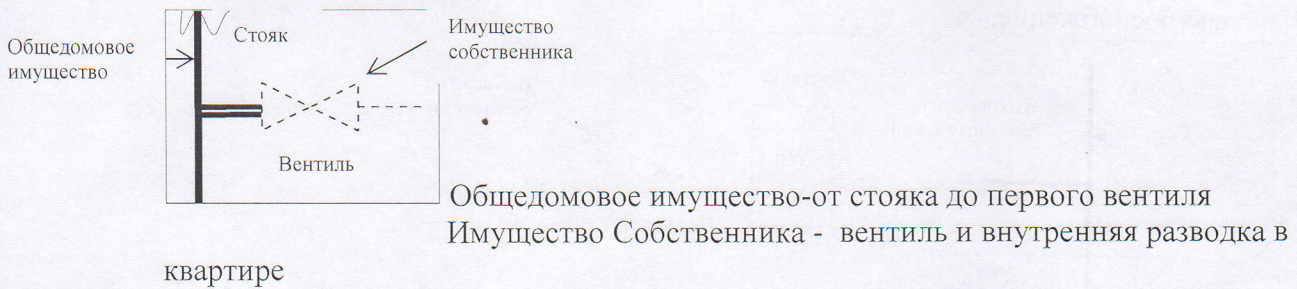 Общедомовое
имущество
Стояк
Имущество
собственника
Вентиль
Общедомовое имущество-от стояка до первого вентиля
Имущество Собственника - вентиль и внутренняя разводка в
квартире